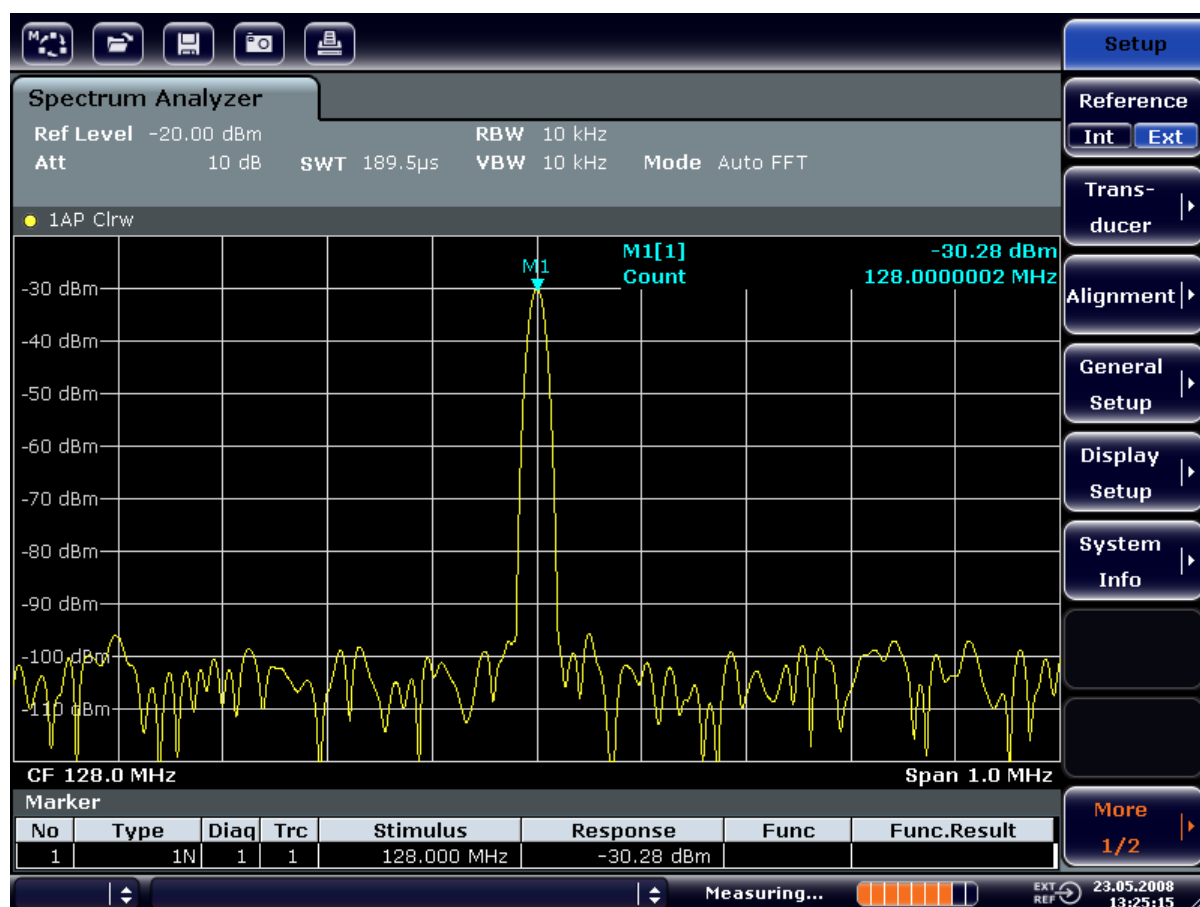 M
Setup
Spectrum Analyzer
Ref Level -20.00 dBm RBW 10 kHz
Att 10 dB SWT 189.5µs VBW 10 kHz Mode Auto FFT
1AP Clrw
M1[1] -30.28 dBm
Count 128.0000002 MHz
M1
-30 dBm
-40 dBm
-50 dBm
-60 dBm
-70 dBm
-80 dBm
-90 dBm
-100 dBm
-110 dBm
CF 128.0 MHz Span 1.0 MHz
Marker
No Type Diag Trc Stimulus Response Func Func.Result
1 1N 1 1 128.000 MHz -30.28 dBm
Measuring...
EXT REF
23.05.2008
13:25:15
Reference
Int Ext
Trans-
ducer
Alignment
General
Setup
Display
Setup
System
Info
More
1/2